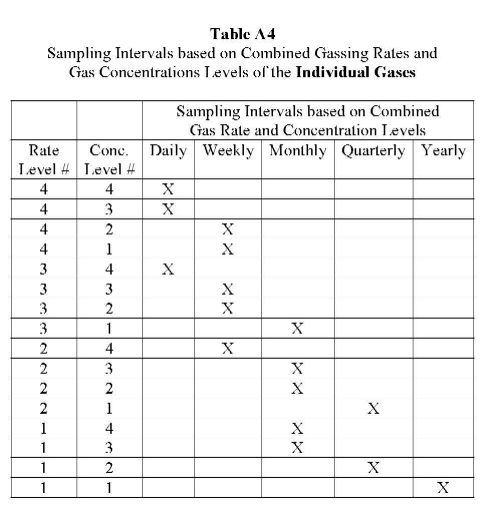 Table A4
Sampling Intervals based on Combined Gassing Rates and
Gas Concentrations Levels of the Individual Gases
Sampling Intervals based on Combined
Gas Rate and Concentration Levels
Rate Conc. Daily Weekly Monthly Quarterly Yearly
Level # Level #
4 4 X
4 3 X
4 2 X
4 1 X
3 4 X
3 3 X
3 2 X
3 1 X
2 4 X
2 3 X
2 2 X
2 1 X
1 4 X
1 3 X
1 2 X
1 1 X